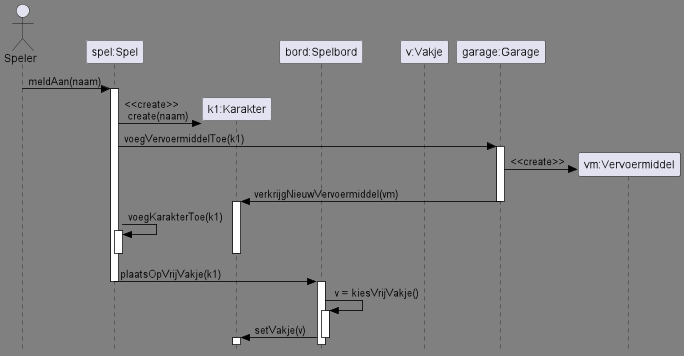 Speler
spel:Spel
bord:Spelbord
v:Vakje
garage:Garage
meldAan(naam)
<<create>>
create(naam)
k1:Karakter
voegVervoermiddelToe(k1)
<<create>>
vm:Vervoermiddel
verkrijgNieuwVervoermiddel(vm)
voegKarakterToe(k1)
plaatsOpVrijVakje(k1)
v = kiesVrijVakje()
setVakje(v)